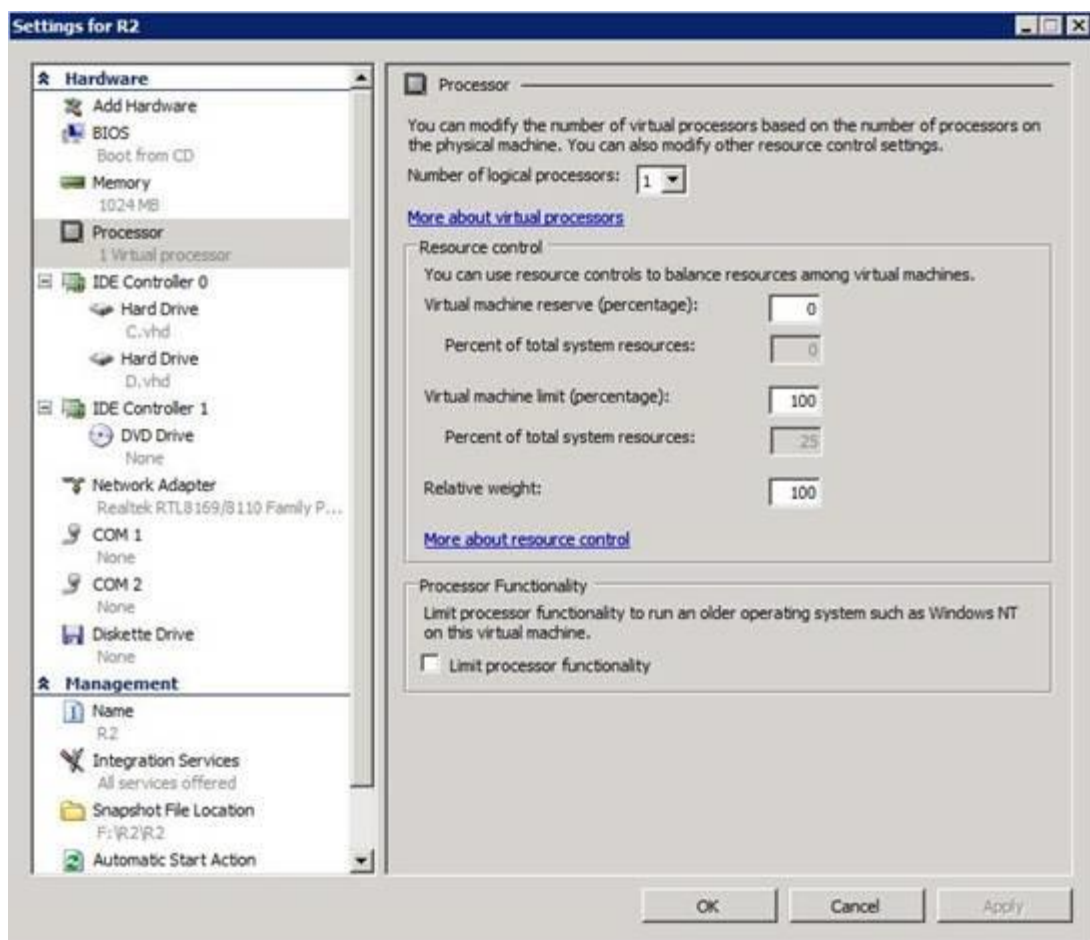 Settings for R2
Hardware
Add Hardware
BIOS
Boot from CD
Memory
1024 MB
Processor
1 Virtual processor
IDE Controller 0
Hard Drive
C.vhd
Hard Drive
D.vhd
IDE Controller 1
DVD Drive
None
Network Adapter
Realtek RTL8169/8110 Family P...
COM 1
None
COM 2
None
Diskette Drive
None
Management
Name
R2
Integration Services
All services offered
Snapshot File Location
F:\R2\R2
Automatic Start Action
Processor
You can modify the number of virtual processors based on the number of processors on
the physical machine. You can also modify other resource control settings.
Number of logical processors: 1
More about virtual processors
Resource control
You can use resource controls to balance resources among virtual machines.
Virtual machine reserve (percentage): 0
Percent of total system resources: 0
Virtual machine limit (percentage): 100
Percent of total system resources: 25
Relative weight: 100
More about resource control
Processor Functionality
Limit processor functionality to run an older operating system such as Windows NT
on this virtual machine.
Limit processor functionality
OK Cancel Apply